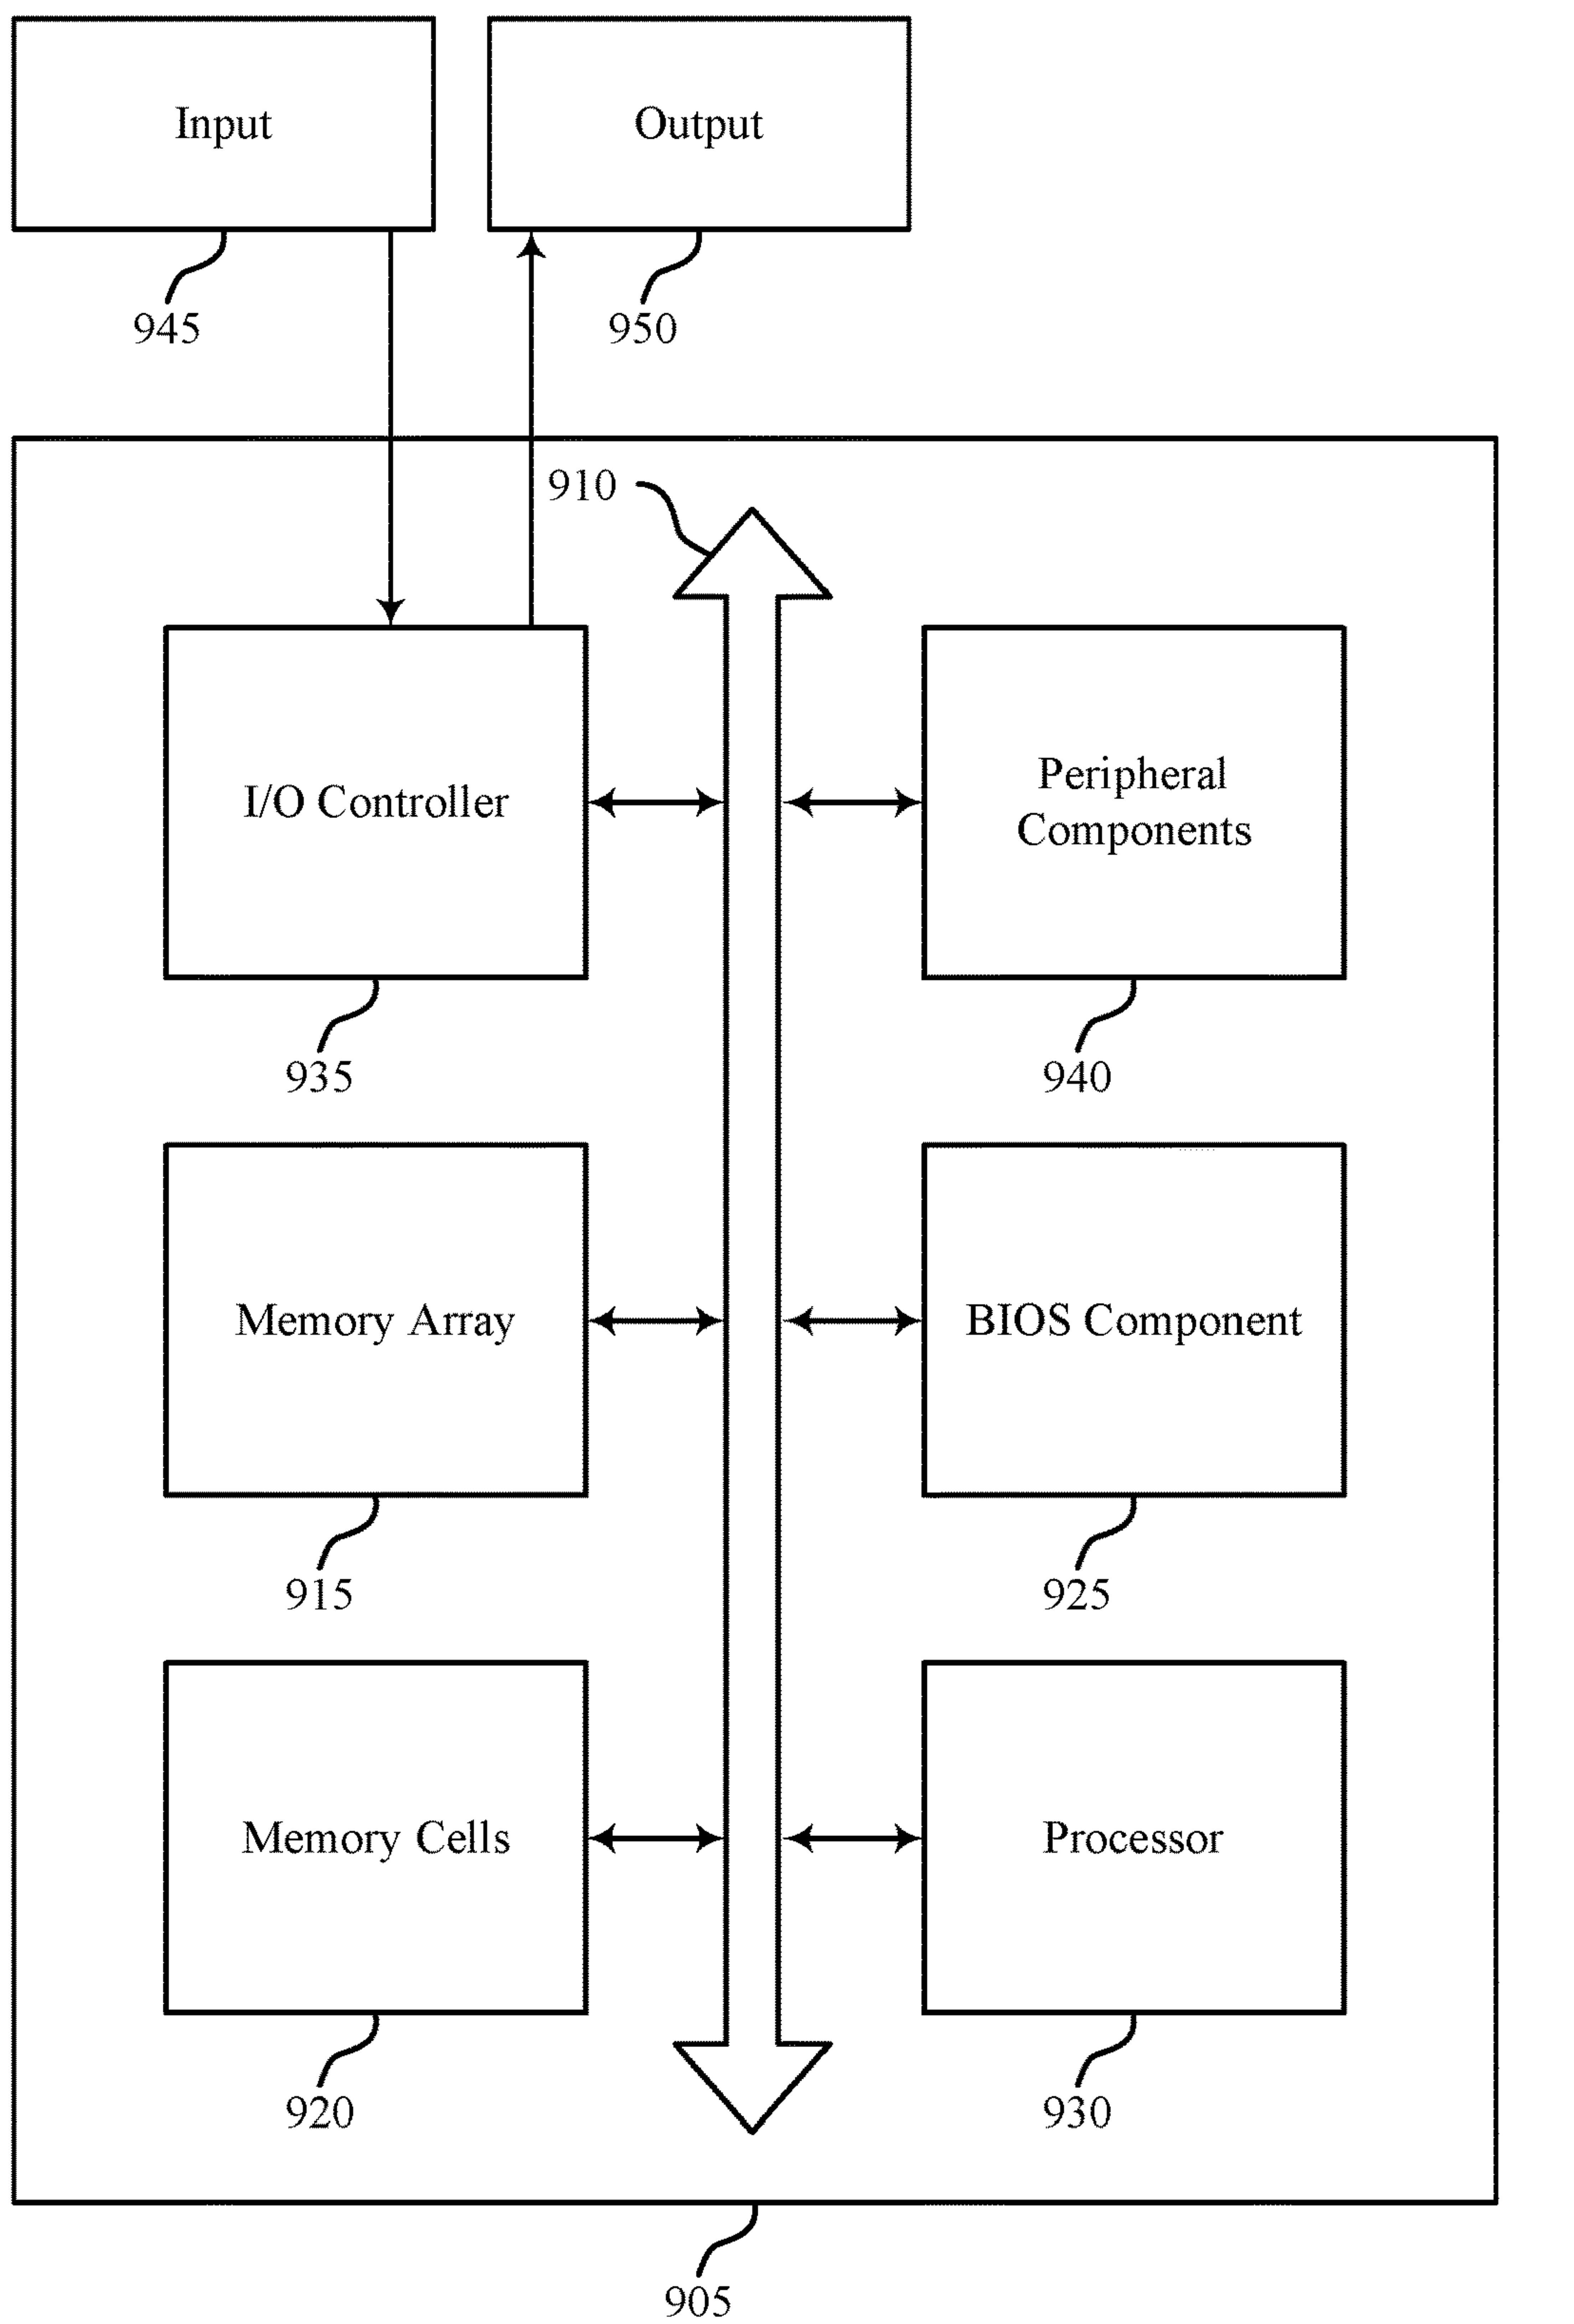 Input
Output
945
950
910
I/O Controller
Peripheral
Components
935
940
Memory Array
BIOS Component
915
925
Memory Cells
Processor
920
930
905